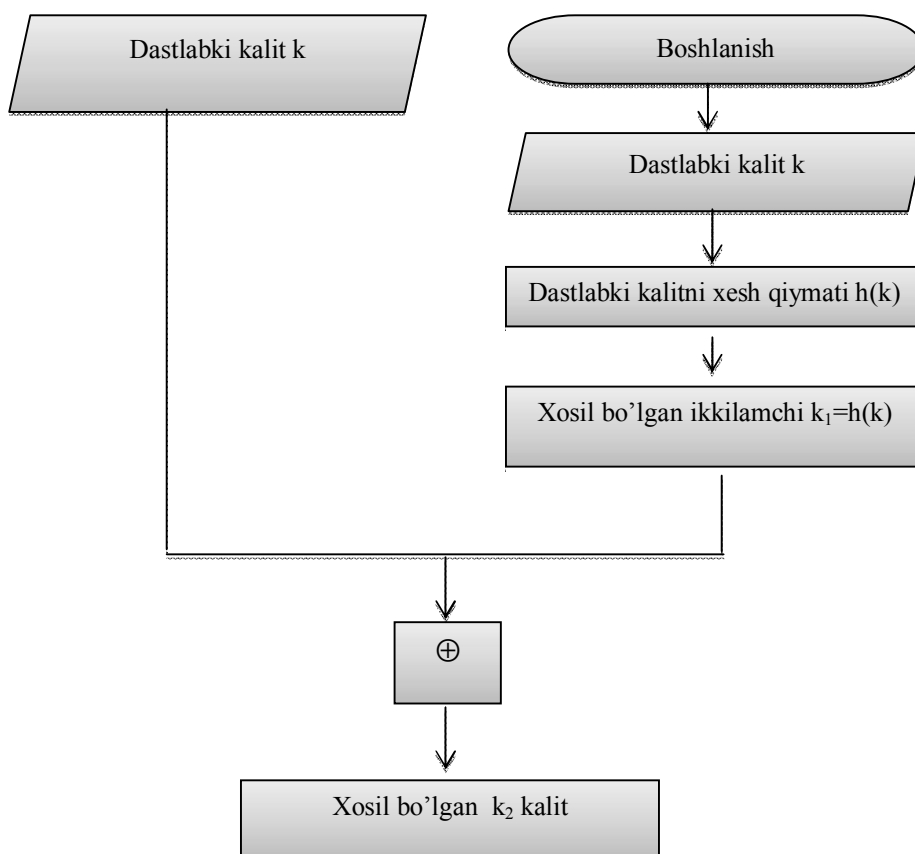 Dastlabki kalit k
Boshlanish
Dastlabki kalit k
Dastlabki kalitni xesh qiymati h(k)
Xosil bo’lgan ikkilamchi k₁=h(k)
⊕
Xosil bo’lgan k₂ kalit